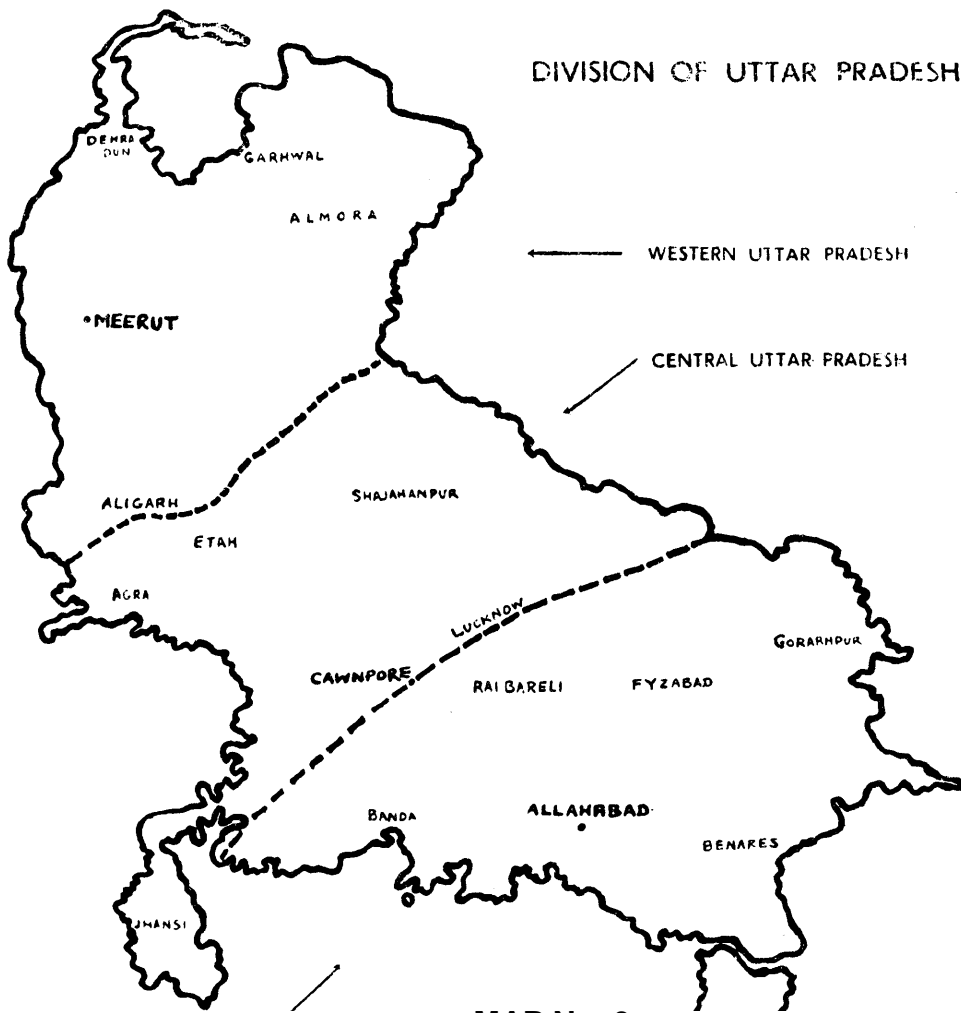 DIVISION OF UTTAR PRADESH
DEHRA
DUN
GARHWAL
ALMORA
WESTERN UTTAR PRADESH
MEERUT
CENTRAL UTTAR PRADESH
ALIGARH
SHAJAHANPUR
ETAH
AGRA
LUCKNOW
GORARHPUR
CAWNPORE
RAI BARELI
FYZABAD
BANDA
ALLAHABAD
BENARES
JHANSI